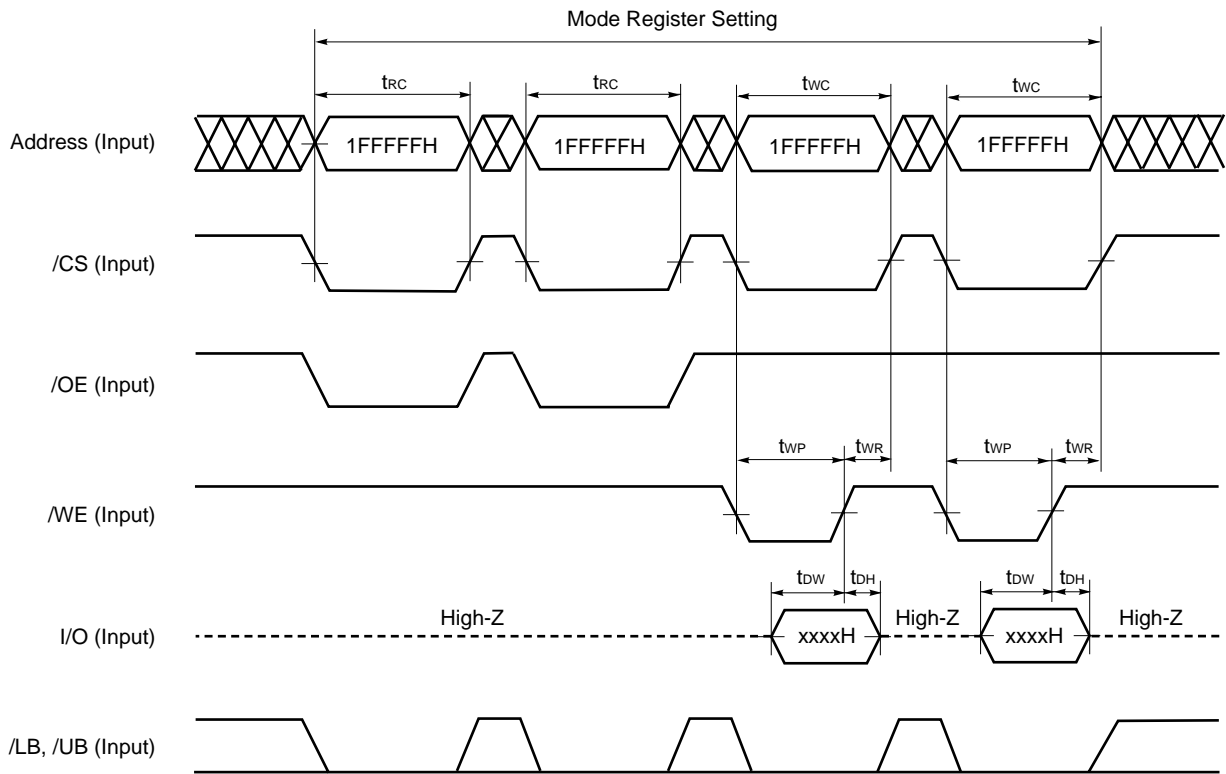 Mode Register Setting
tRC tRC tWC tWC
Address (Input) 1FFFFFH 1FFFFFH 1FFFFFH 1FFFFFH
/CS (Input)
/OE (Input)
tWP tWR tWP tWR
/WE (Input)
tDW tDH tDW tDH
I/O (Input) High-Z xxxxH High-Z xxxxH High-Z
/LB, /UB (Input)